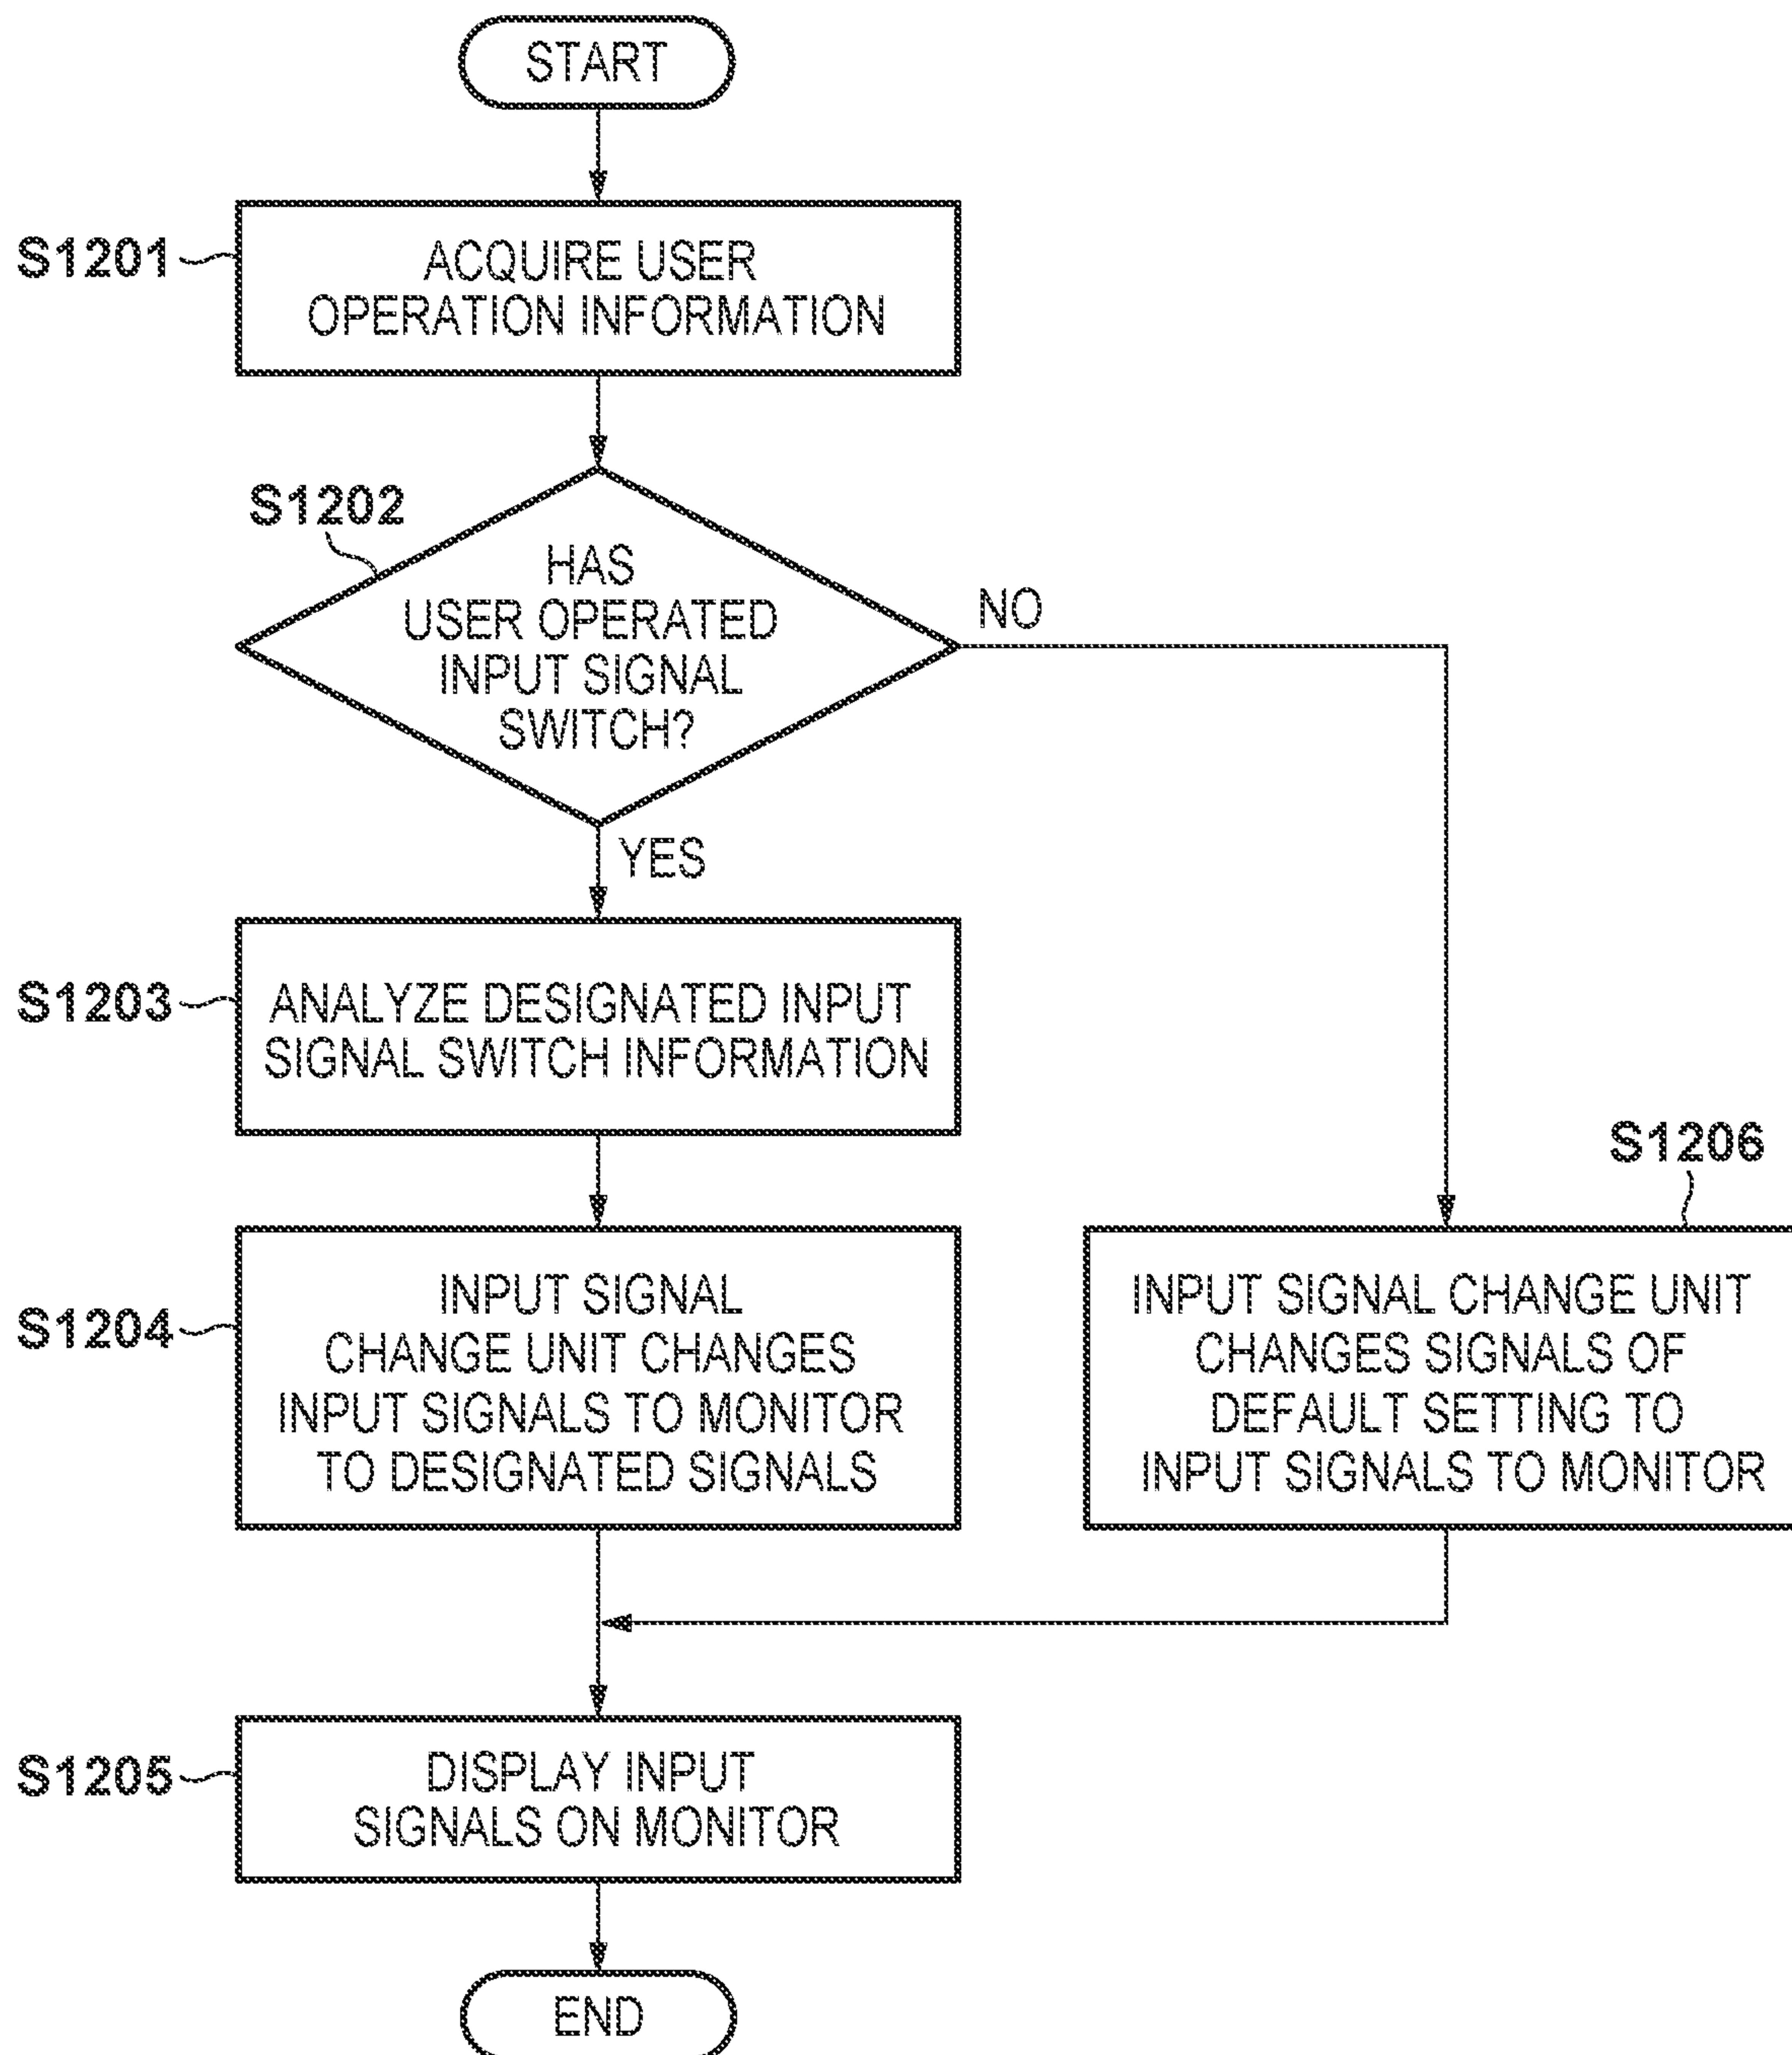 START
S1201
ACQUIRE USER
OPERATION INFORMATION
S1202
HAS
USER OPERATED
INPUT SIGNAL
SWITCH?
NO
YES
S1203
ANALYZE DESIGNATED INPUT
SIGNAL SWITCH INFORMATION
S1204
INPUT SIGNAL
CHANGE UNIT CHANGES
INPUT SIGNALS TO MONITOR
TO DESIGNATED SIGNALS
S1206
INPUT SIGNAL CHANGE UNIT
CHANGES SIGNALS OF
DEFAULT SETTING TO
INPUT SIGNALS TO MONITOR
S1205
DISPLAY INPUT
SIGNALS ON MONITOR
END